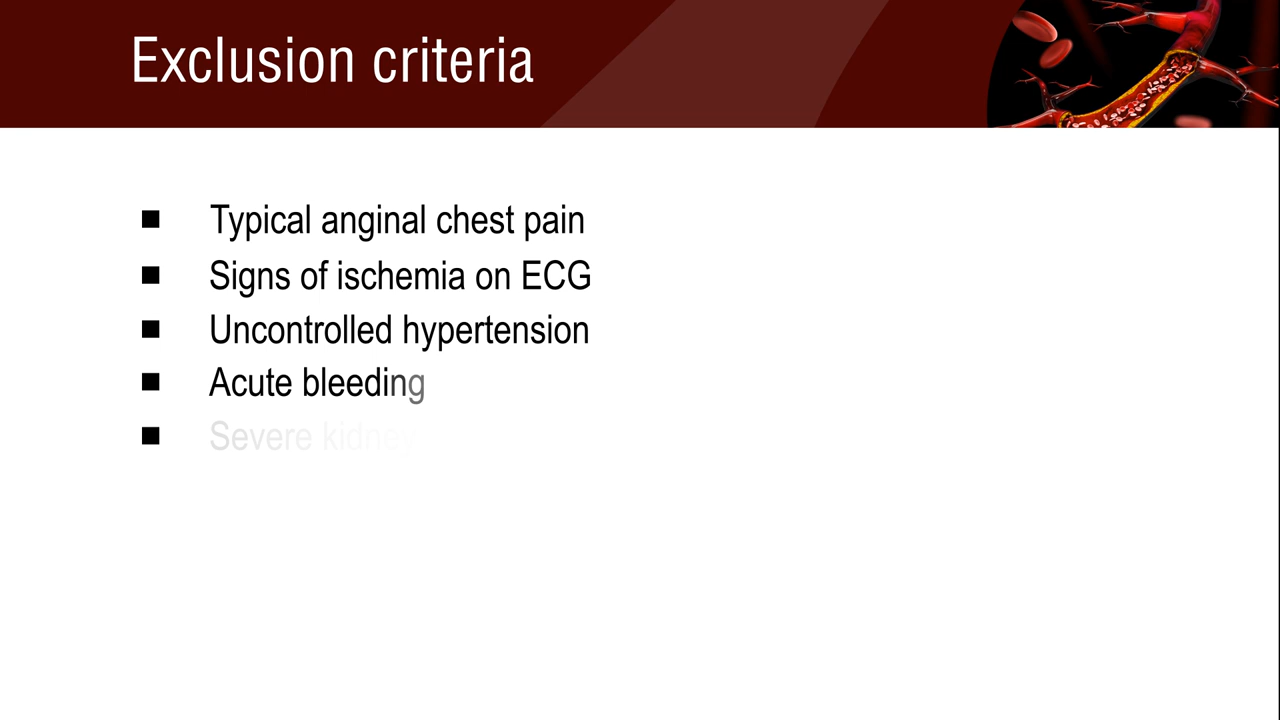 Exclusion criteria
Typical anginal chest pain
Signs of ischemia on ECG
Uncontrolled hypertension
Acute bleeding
Severe kidney